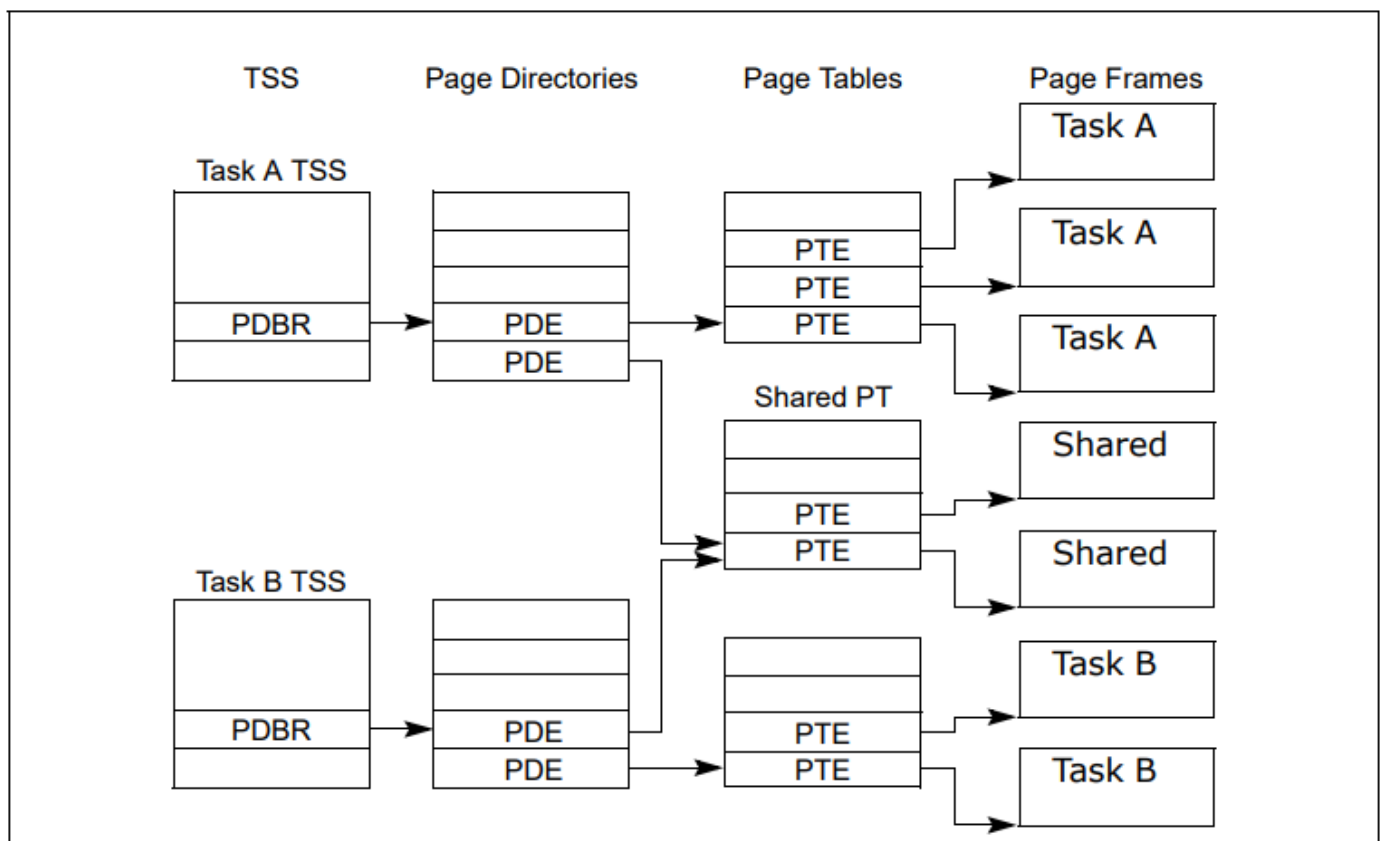 TSS
Page Directories
Page Tables
Page Frames
Task A TSS
PDBR
PDE
PDE
PTE
PTE
PTE
Task A
Task A
Task A
Shared PT
PTE
PTE
Shared
Shared
Task B TSS
PDBR
PDE
PDE
PTE
PTE
Task B
Task B